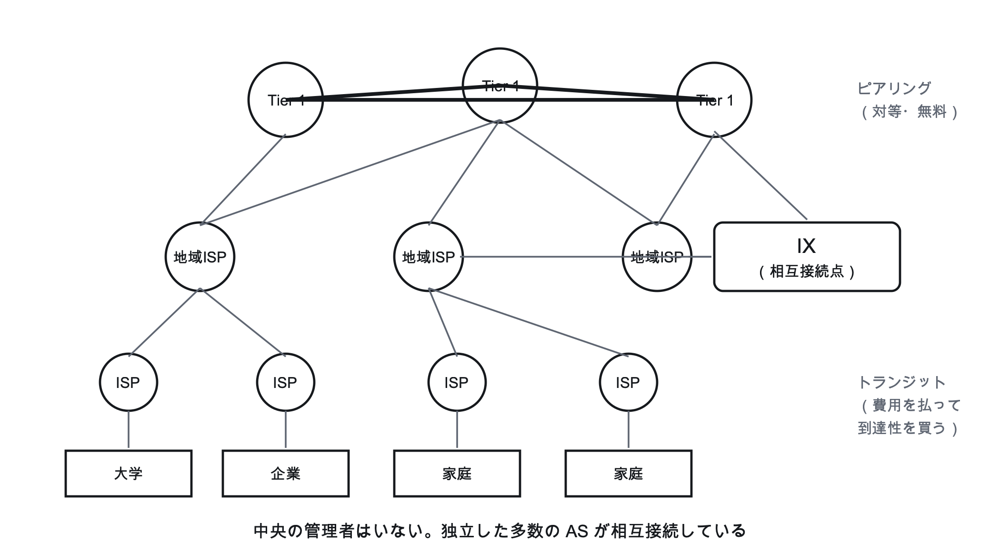 Tier 1
Tier 1
Tier 1
ピアリング
（対等・無料）
地域ISP
地域ISP
地域ISP
IX
（相互接続点）
ISP
ISP
ISP
ISP
トランジット
（費用を払って
到達性を買う）
大学
企業
家庭
家庭
中央の管理者はいない。独立した多数の AS が相互接続している